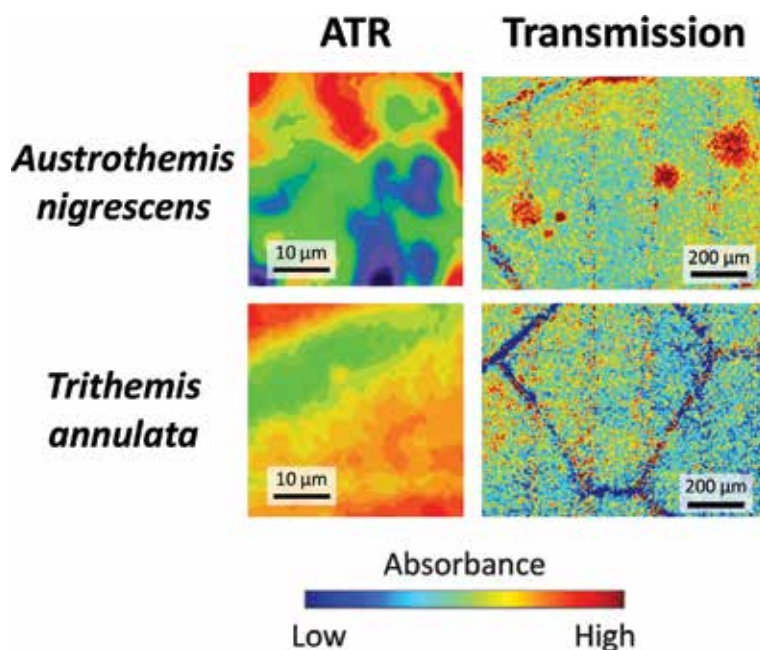 ATR Transmission
Austrothemis
nigrescens
10 µm
200 µm
Trithemis
annulata
10 µm
200 µm
Absorbance
Low High